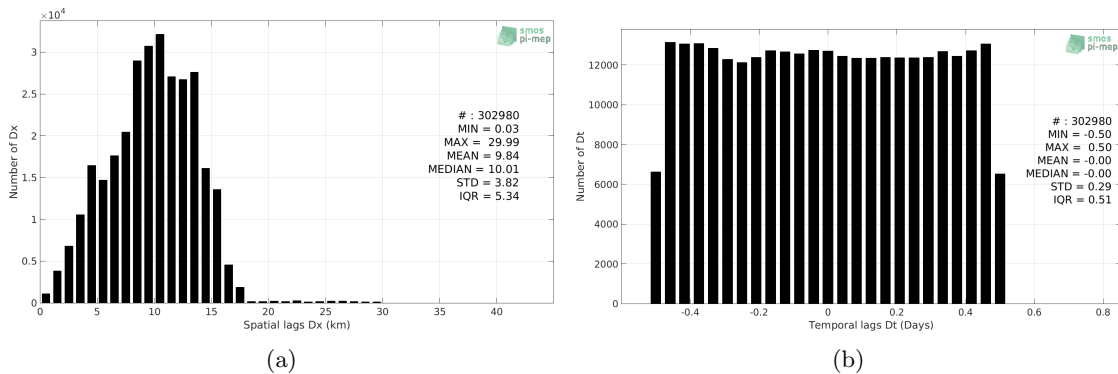 ×10⁴
3
2.5
2
1.5
1
0.5
0
Number of Dx
smos
pi-mep
# : 302980
MIN = 0.03
MAX = 29.99
MEAN = 9.84
MEDIAN = 10.01
STD = 3.82
IQR = 5.34
0 5 10 15 20 25 30 35 40
Spatial lags Dx (km)
(a)
12000
10000
8000
6000
4000
2000
0
Number of Dt
smos
pi-mep
# : 302980
MIN = -0.50
MAX = 0.50
MEAN = -0.00
MEDIAN = -0.00
STD = 0.29
IQR = 0.51
-0.4 -0.2 0 0.2 0.4 0.6 0.8
Temporal lags Dt (Days)
(b)